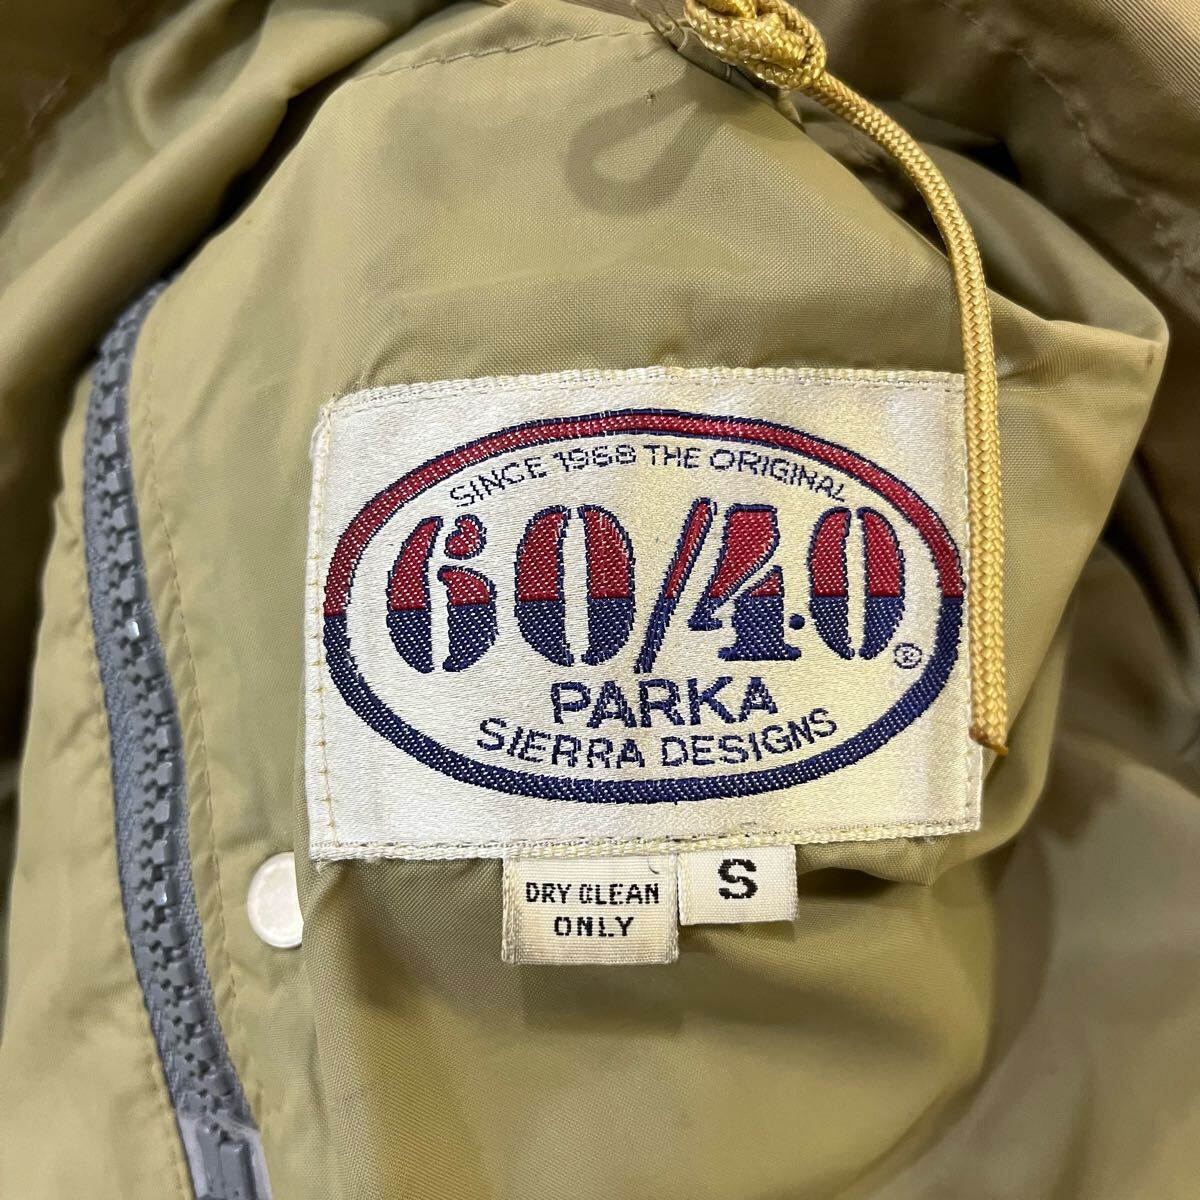 SINCE 1968 THE ORIGINAL
60/40®
PARKA
SIERRA DESIGNS
DRY CLEAN
ONLY
S